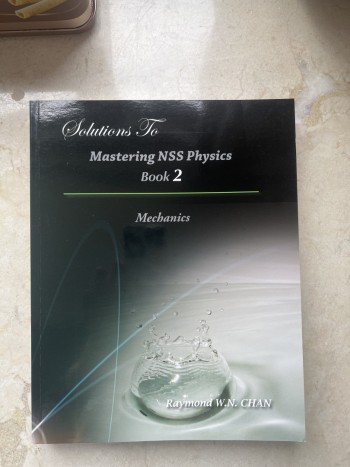 Solutions To
Mastering NSS Physics
Book 2
Mechanics
Raymond W.N. CHAN